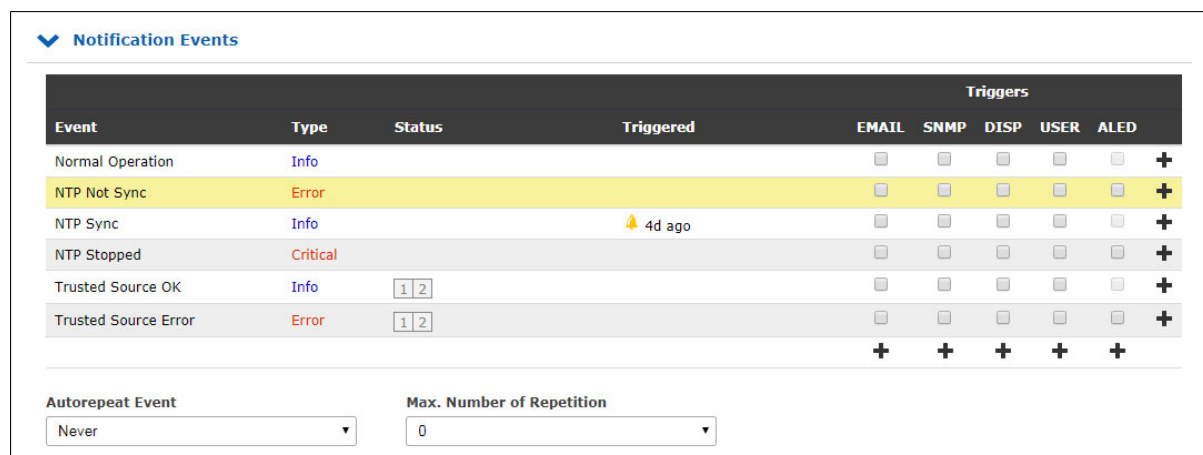 Notification Events
Triggers
Event Type Status Triggered EMAIL SNMP DISP USER ALED
Normal Operation Info
NTP Not Sync Error
NTP Sync Info 4d ago
NTP Stopped Critical
Trusted Source OK Info 1 2
Trusted Source Error Error 1 2
Autorepeat Event Max. Number of Repetition
Never 0